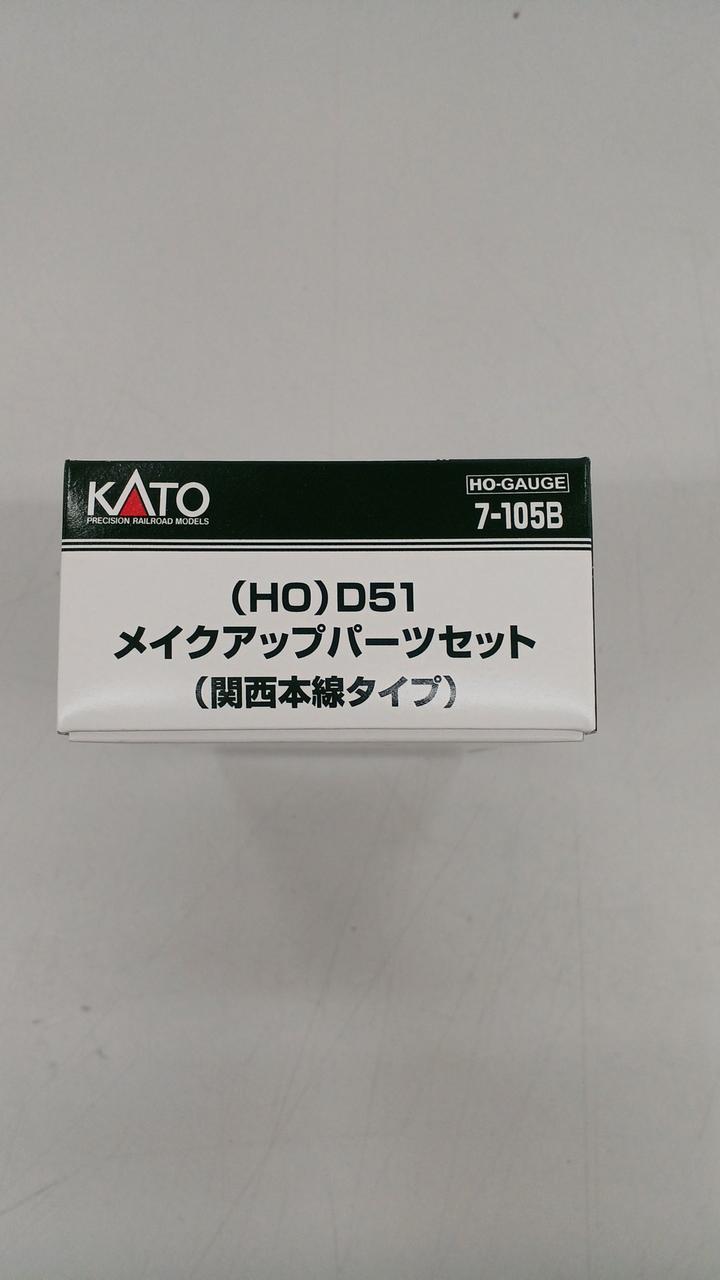 KATO
PRECISION RAILROAD MODELS
HO-GAUGE
7-105B
(HO)D51
メイクアップパーツセット
(関西本線タイプ)